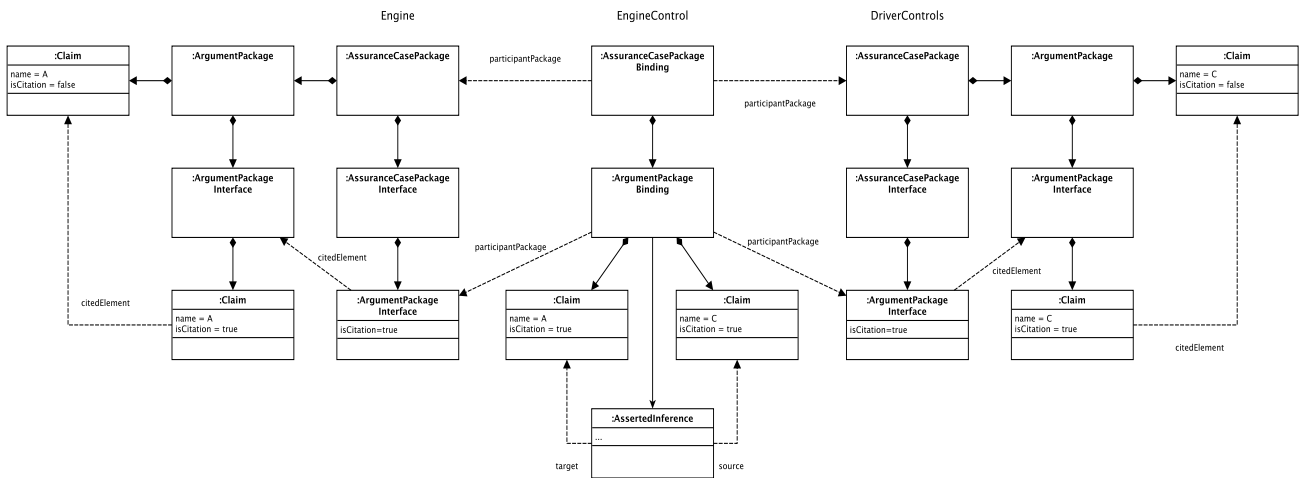 Engine
EngineControl
DriverControls
:Claim
name = A
isCitation = false
:ArgumentPackage
:AssuranceCasePackage
participantPackage
:AssuranceCasePackage
Binding
participantPackage
:AssuranceCasePackage
:ArgumentPackage
:Claim
name = C
isCitation = false
:ArgumentPackage
Interface
:AssuranceCasePackage
Interface
:ArgumentPackage
Binding
:AssuranceCasePackage
Interface
:ArgumentPackage
Interface
citedElement
participantPackage
participantPackage
citedElement
citedElement
:Claim
name = A
isCitation = true
:ArgumentPackage
Interface
isCitation=true
:Claim
name = A
isCitation = true
:Claim
name = C
isCitation = true
:ArgumentPackage
Interface
isCitation=true
:Claim
name = C
isCitation = true
citedElement
:AssertedInference
...
target
source